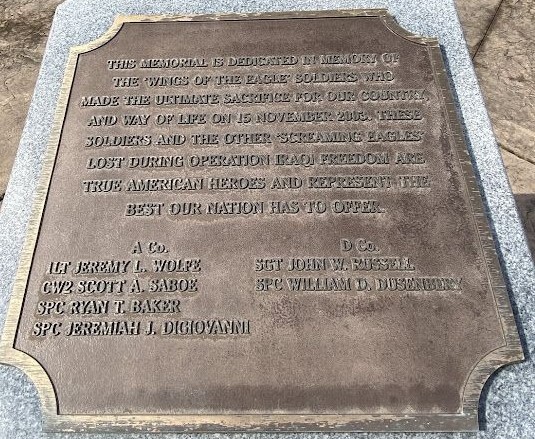 THIS MEMORIAL IS DEDICATED IN MEMORY OF
THE "WINGS OF THE EAGLE" SOLDIERS WHO
MADE THE ULTIMATE SACRIFICE FOR OUR COUNTRY,
AND WAY OF LIFE ON 15 NOVEMBER 2003. THESE
SOLDIERS AND THE OTHER "SCREAMING EAGLES"
LOST DURING OPERATION IRAQI FREEDOM ARE
TRUE AMERICAN HEROES AND REPRESENT THE
BEST OUR NATION HAS TO OFFER.
A Co.
1LT JEREMY L. WOLFE
CW2 SCOTT A. SABOE
SPC RYAN T. BAKER
SPC JEREMIAH J. DIGIOVANNI
D Co.
SGT JOHN W. RUSSELL
SPC WILLIAM D. DUSENBERY